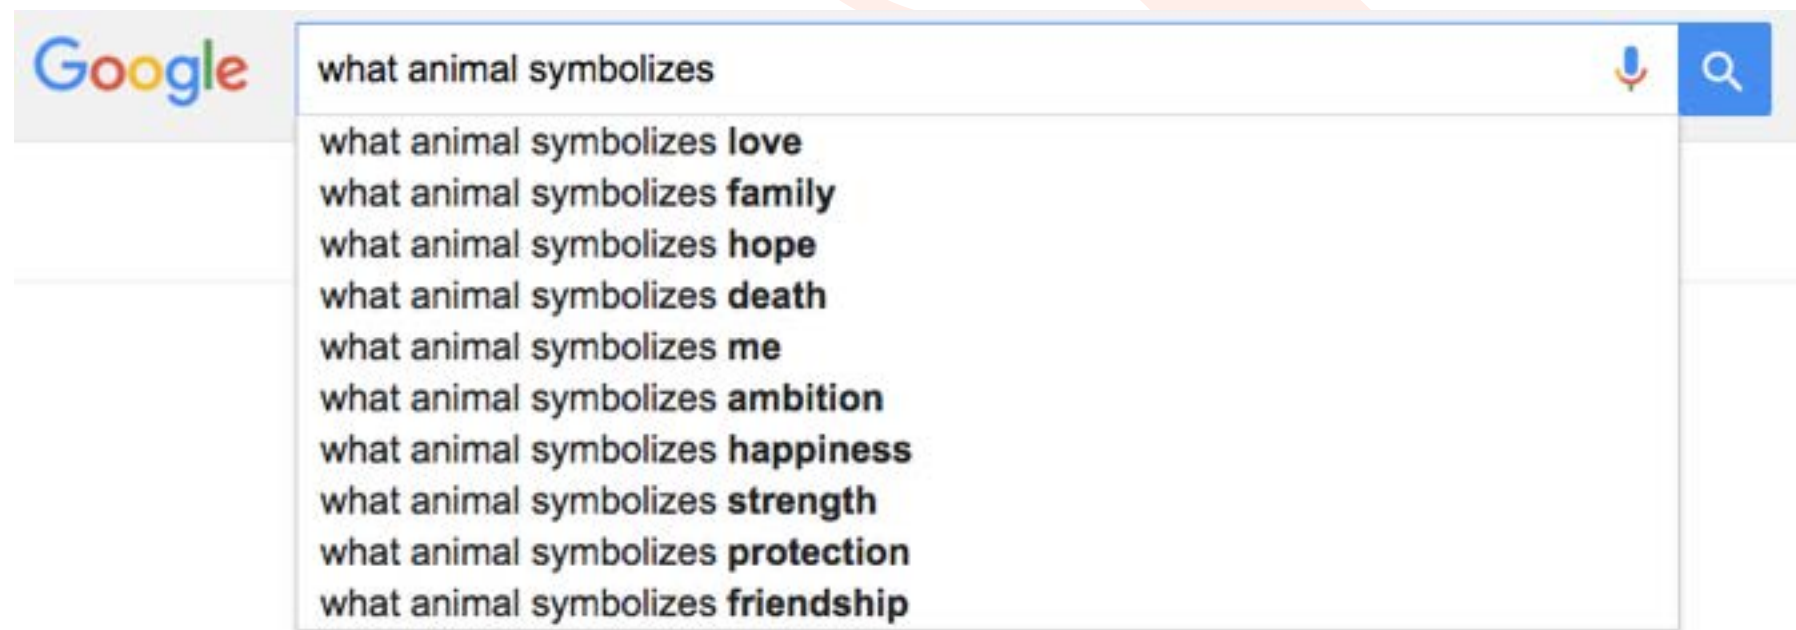 Google
what animal symbolizes
what animal symbolizes love
what animal symbolizes family
what animal symbolizes hope
what animal symbolizes death
what animal symbolizes me
what animal symbolizes ambition
what animal symbolizes happiness
what animal symbolizes strength
what animal symbolizes protection
what animal symbolizes friendship